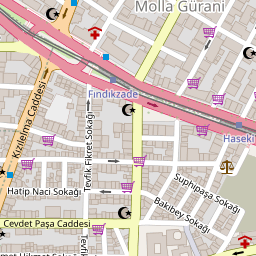 Molla Gürani
Fındıkzade
Haseki
Kızılelma Caddesi
Tevfik Fikret Sokağı
Hatip Naci Sokağı
Suphipaşa Sokağı
Bakibey Sokağı
Cevdet Paşa Caddesi
Tevfik